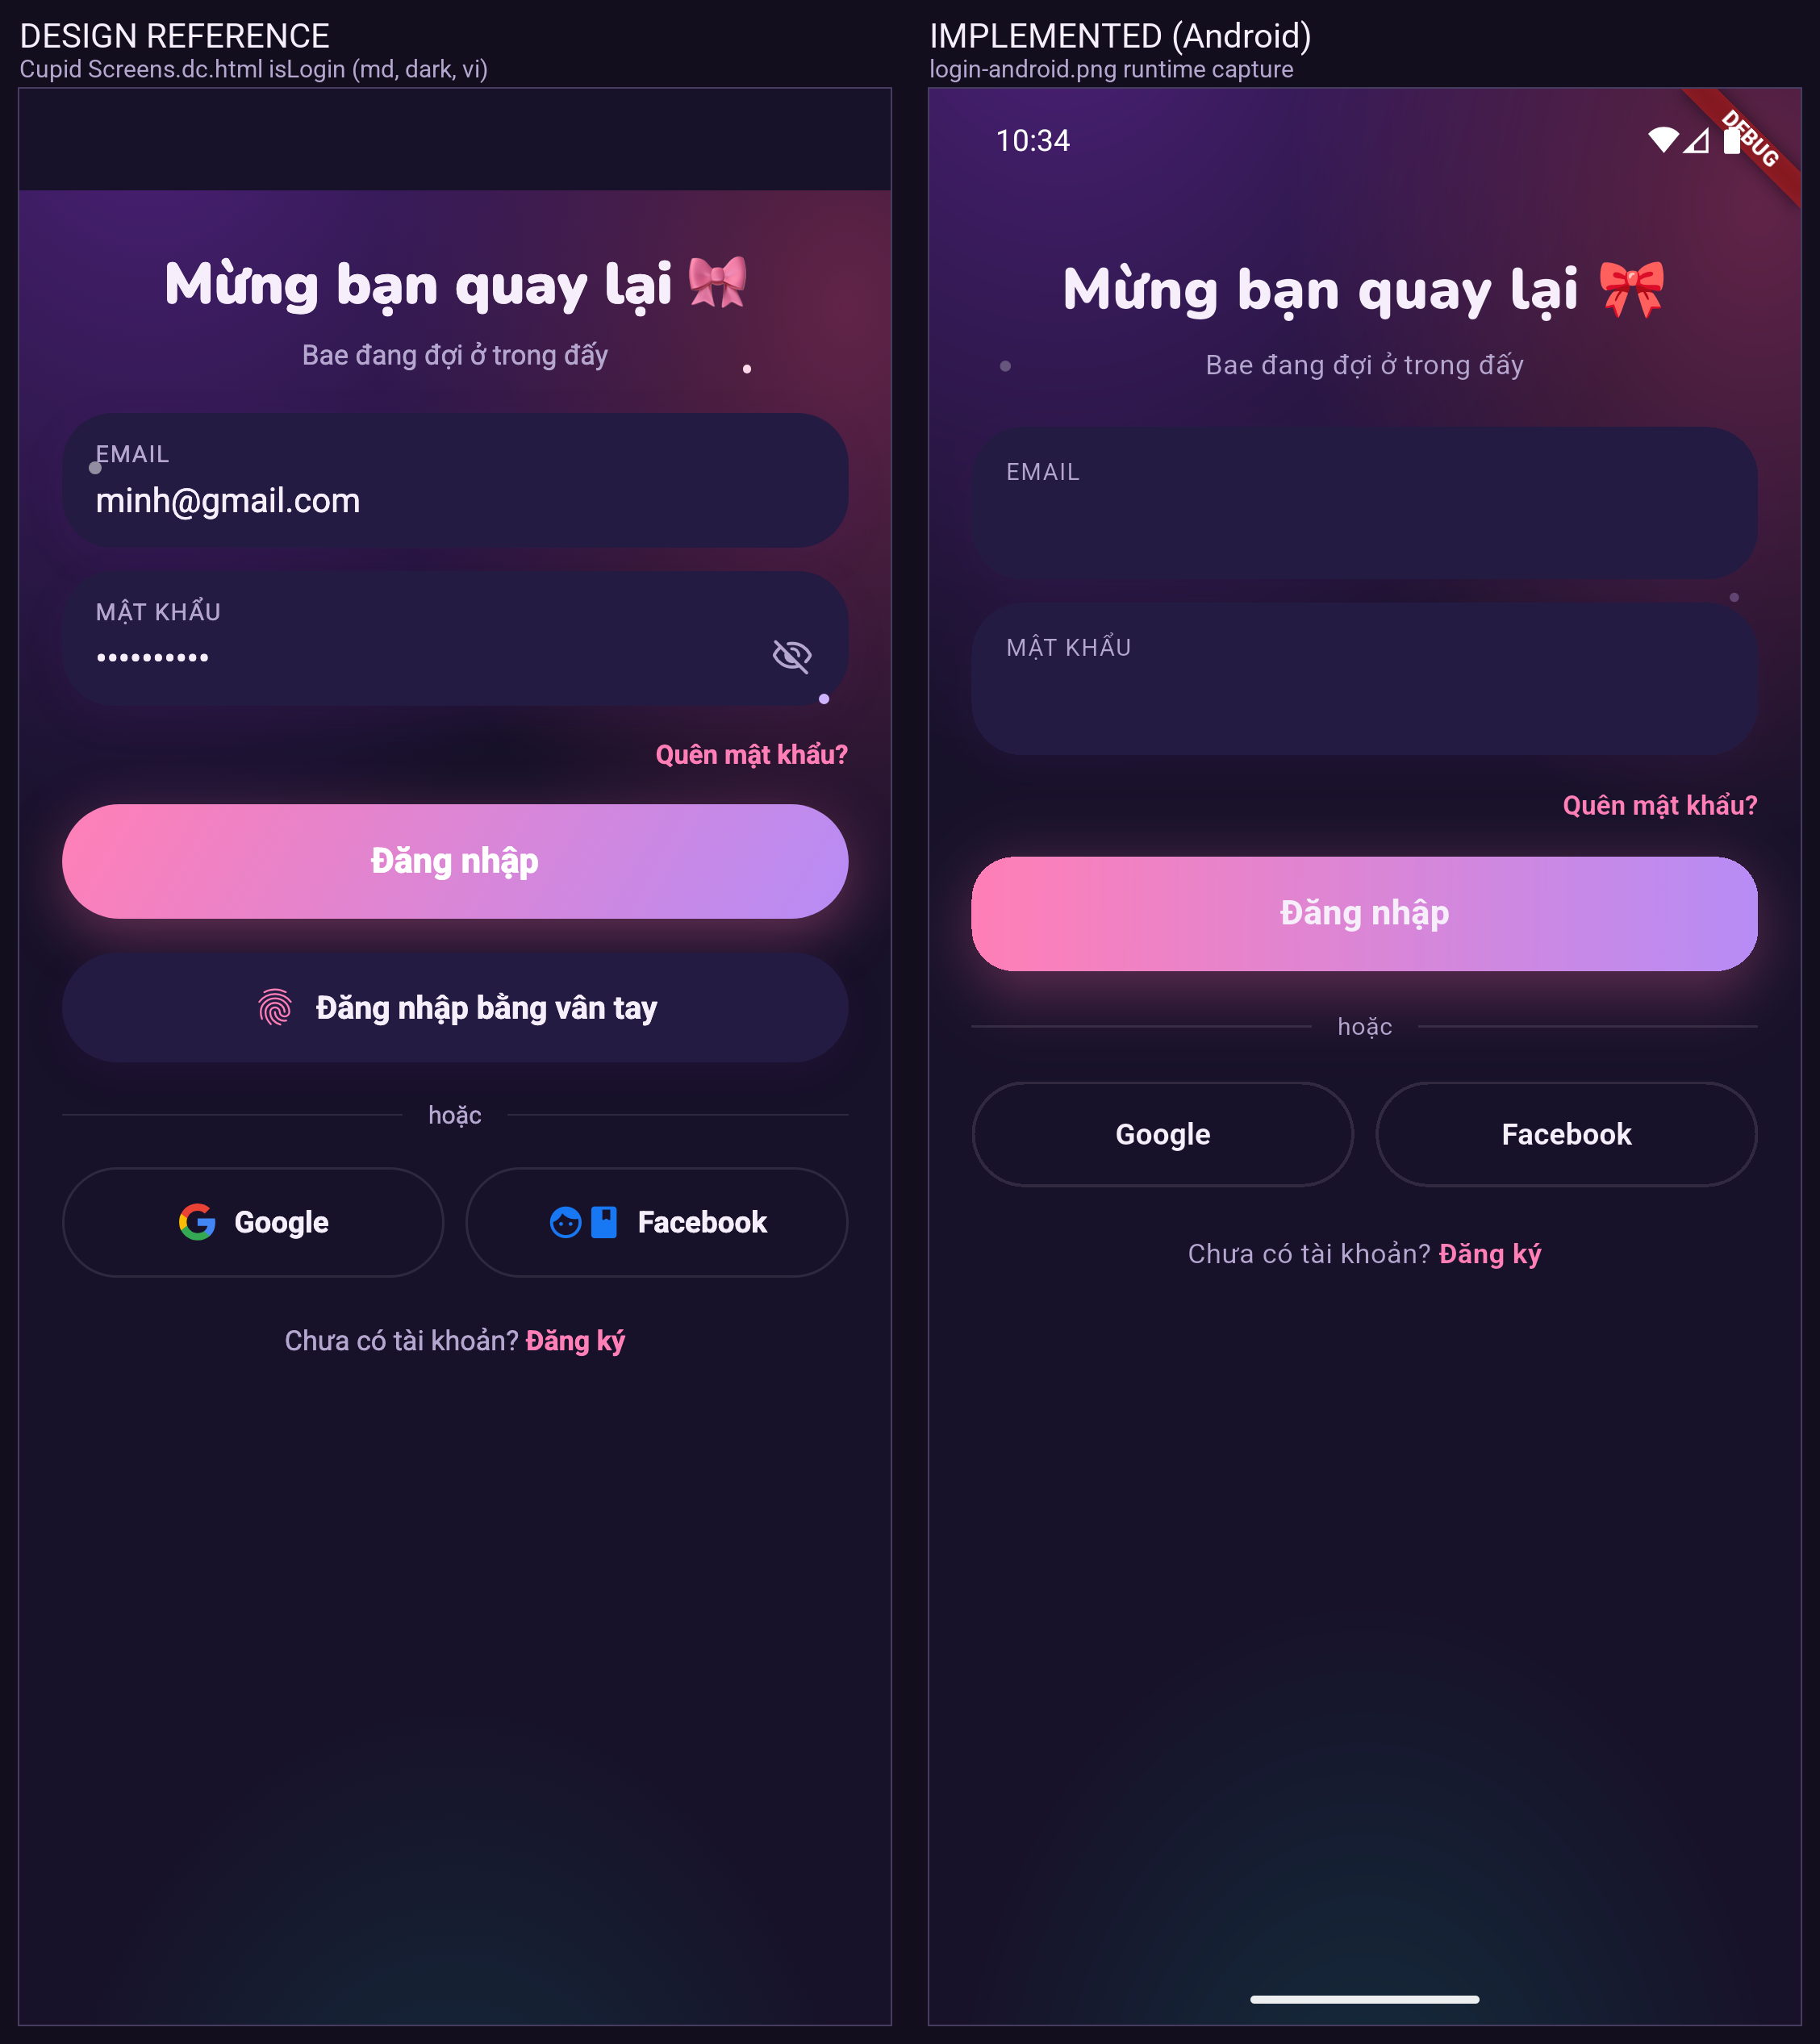 DESIGN REFERENCE
Cupid Screens.dc.html isLogin (md, dark, vi)
Mừng bạn quay lại 🎀
Bae đang đợi ở trong đấy
EMAIL
minh@gmail.com
MẬT KHẨU
••••••••••
Quên mật khẩu?
Đăng nhập
Đăng nhập bằng vân tay
hoặc
Google
Facebook
Chưa có tài khoản? Đăng ký
IMPLEMENTED (Android)
login-android.png runtime capture
10:34
DEBUG
Mừng bạn quay lại 🎀
Bae đang đợi ở trong đấy
EMAIL
MẬT KHẨU
Quên mật khẩu?
Đăng nhập
hoặc
Google
Facebook
Chưa có tài khoản? Đăng ký